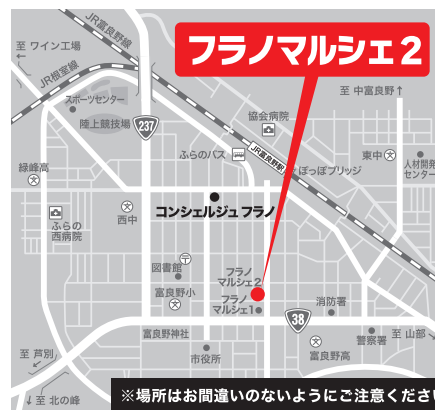 JR富良野線
至 ワイン工場
←
フラノマルシェ2
JR根室線
スポーツセンター
陸上競技場
237
協会病院
至 中富良野↑
ふらのバス
JR富良野駅
ぽっぽブリッジ
東中
人材開発
センター
緑峰高
コンシェルジュ フラノ
西中
ふらの
西病院
図書館
富良野小
フラノ
マルシェ2
フラノ
マルシェ1
消防署
38
富良野神社
市役所
富良野高
警察署
至 山部
→
至 芦別
←
↓至 北の峰
※場所はお間違いのないようにご注意ください